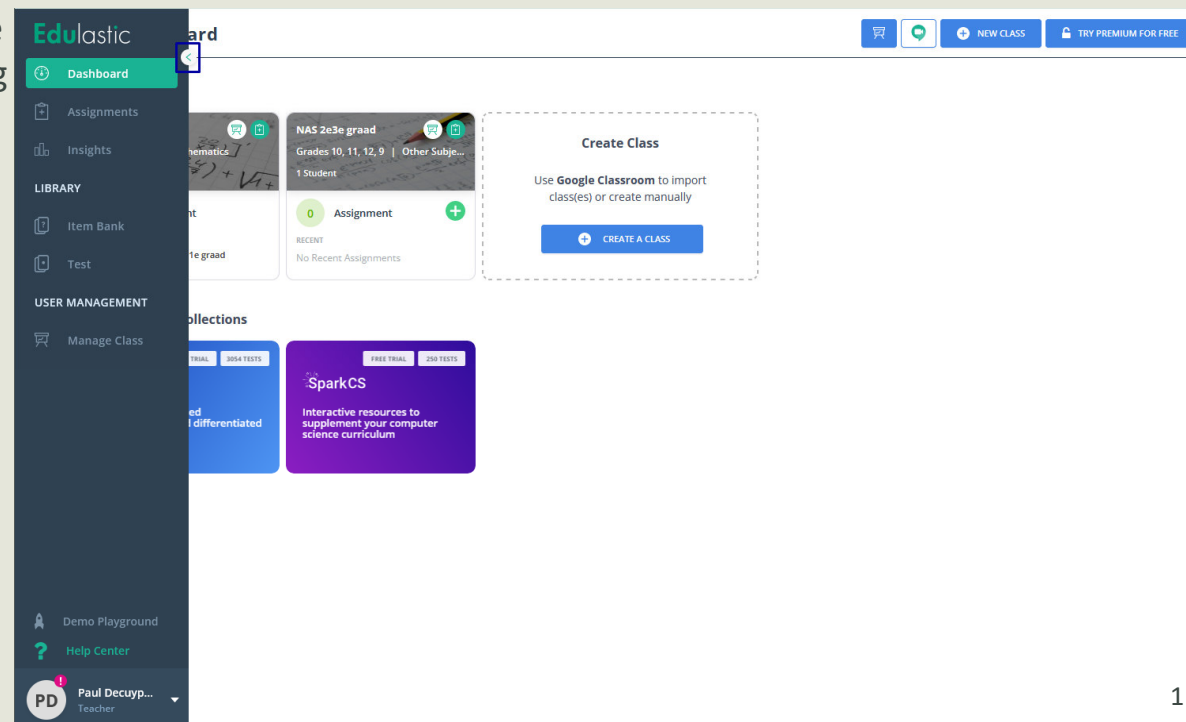 e
g
Edulastic
ard
NEW CLASS
TRY PREMIUM FOR FREE
Dashboard
Assignments
Insights
LIBRARY
Item Bank
Test
USER MANAGEMENT
Manage Class
Demo Playground
Help Center
PD
!
Paul Decuyp...
Teacher
hematics
nt
1e graad
NAS 2e3e graad
Grades 10, 11, 12, 9 | Other Subje...
1 Student
0 Assignment
RECENT
No Recent Assignments
Create Class
Use Google Classroom to import
class(es) or create manually
CREATE A CLASS
ollections
TRIAL 3054 TESTS
ed
l differentiated
FREE TRIAL 250 TESTS
SparkCS
Interactive resources to
supplement your computer
science curriculum
1